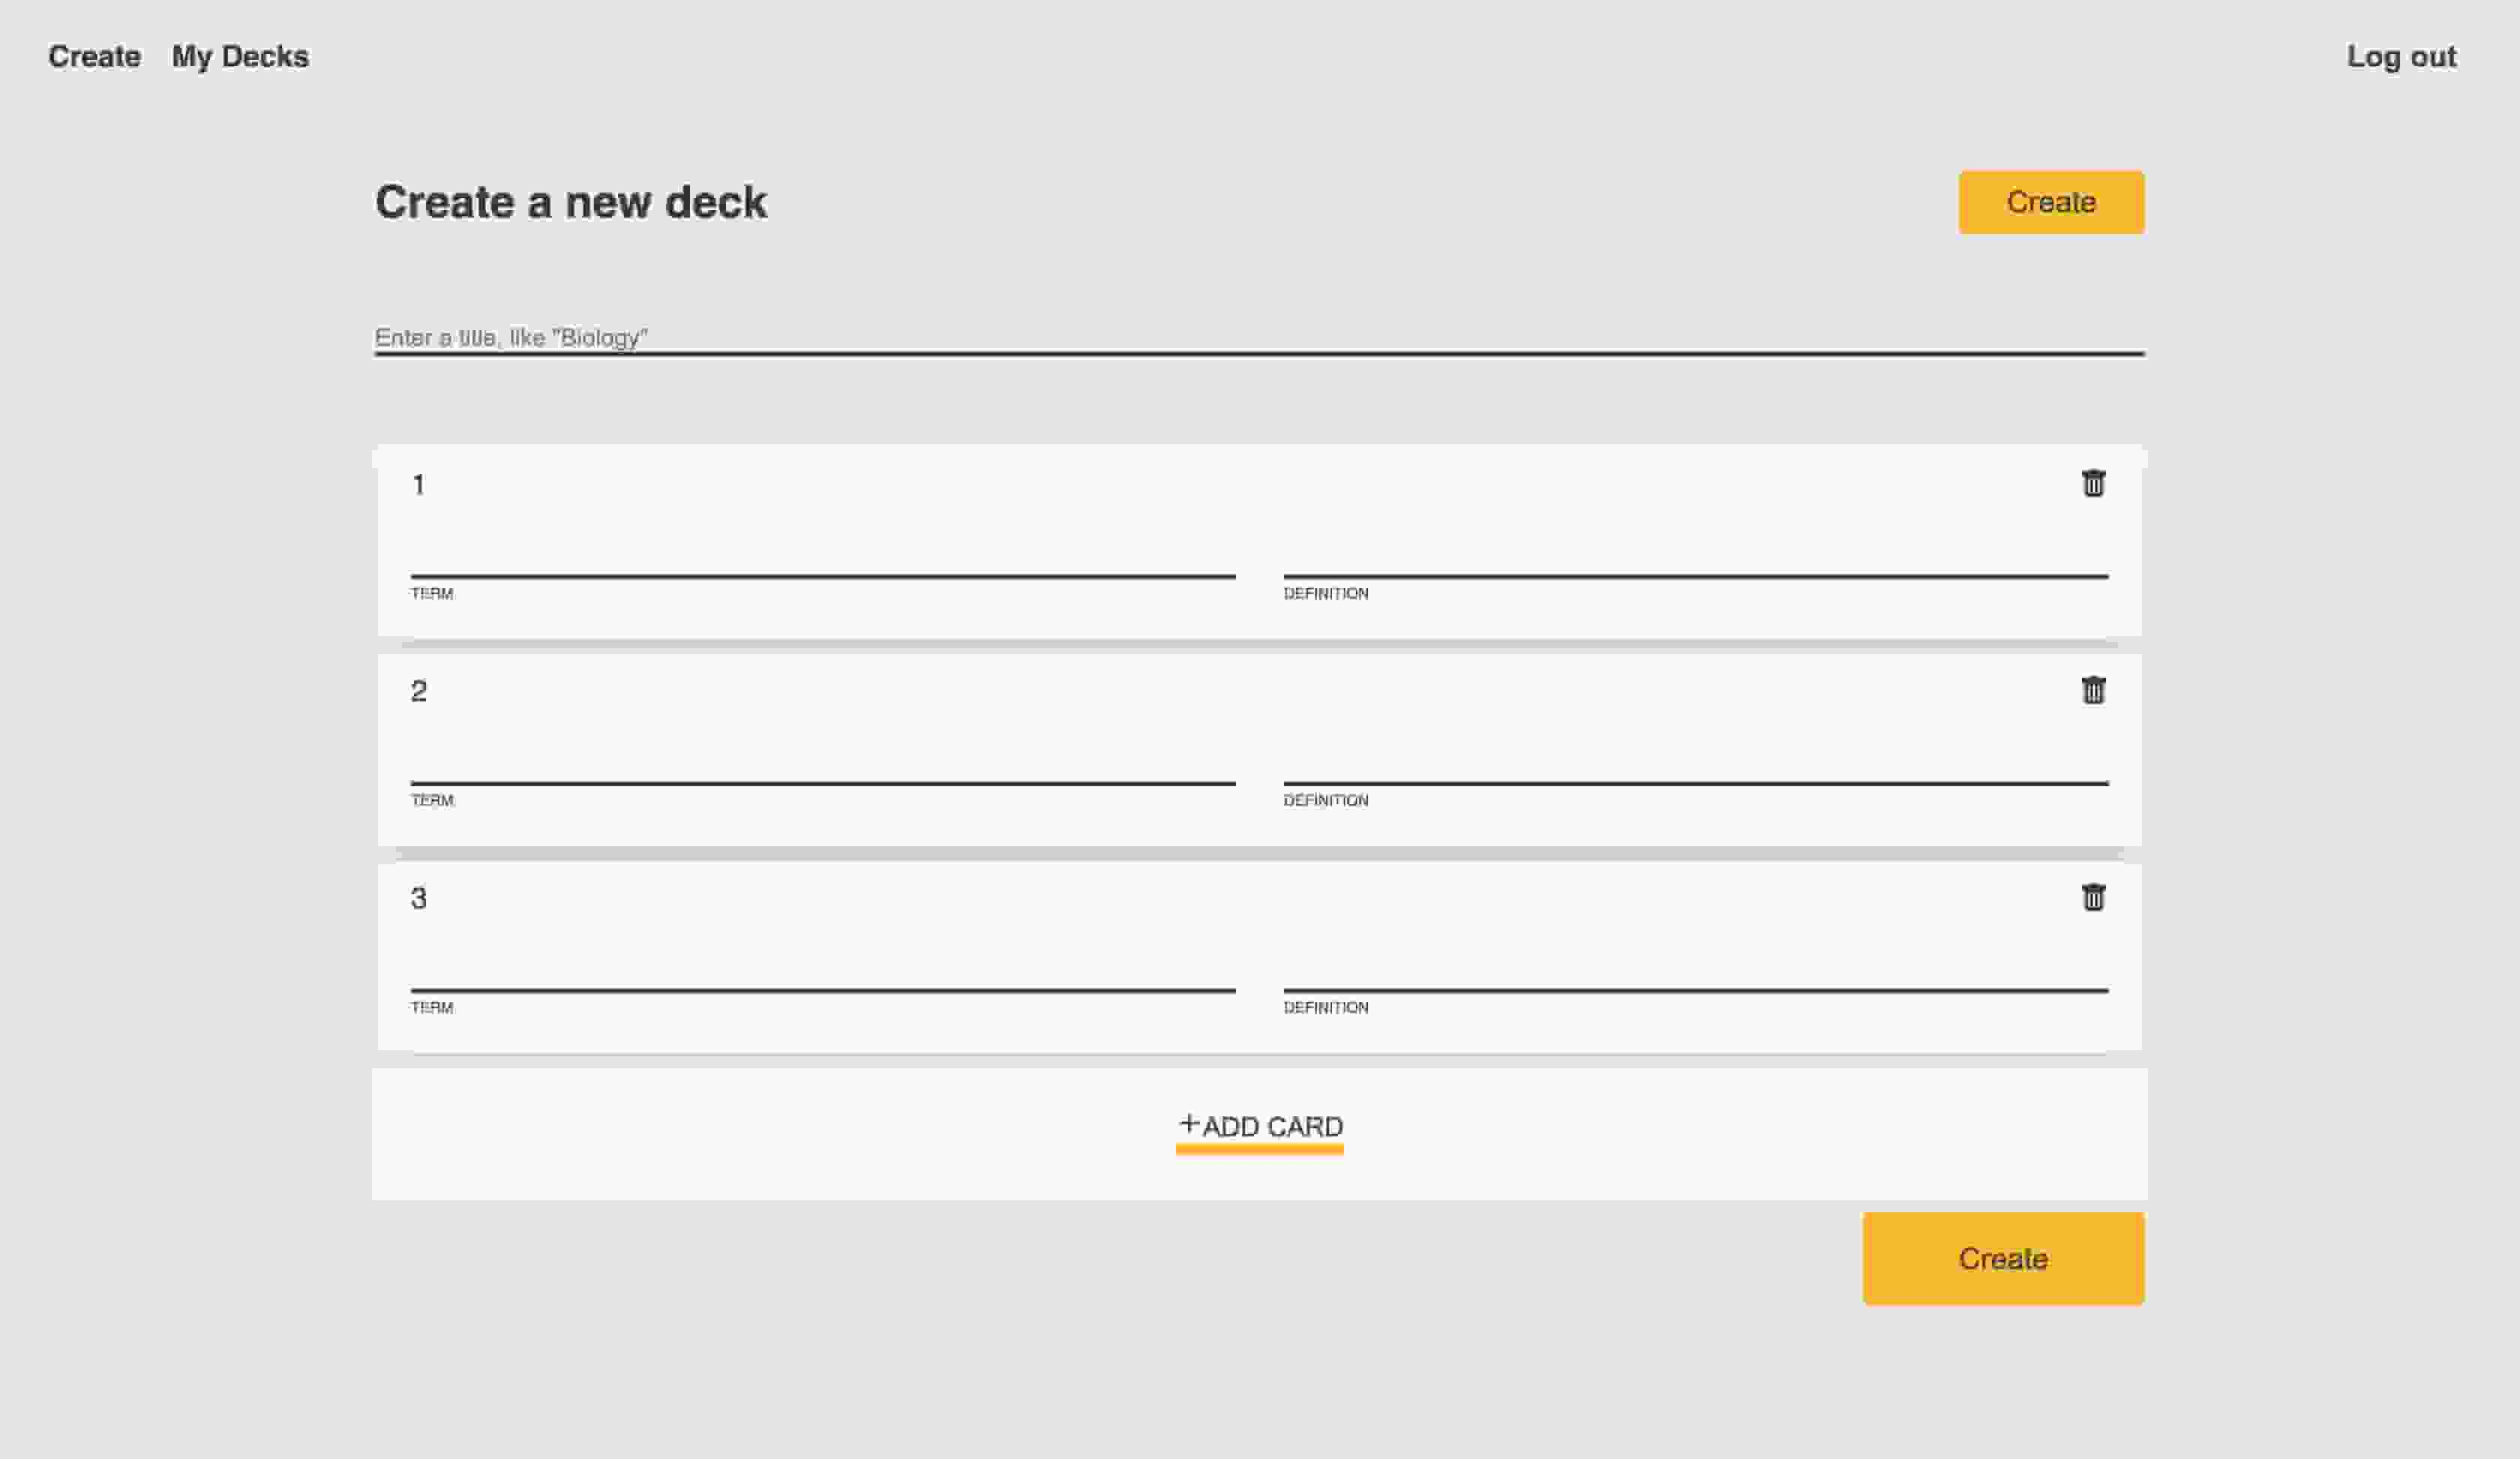 Create My Decks Log out
Create a new deck Create
Enter a title, like "Biology"
1
TERM DEFINITION
2
TERM DEFINITION
3
TERM DEFINITION
+ADD CARD
Create